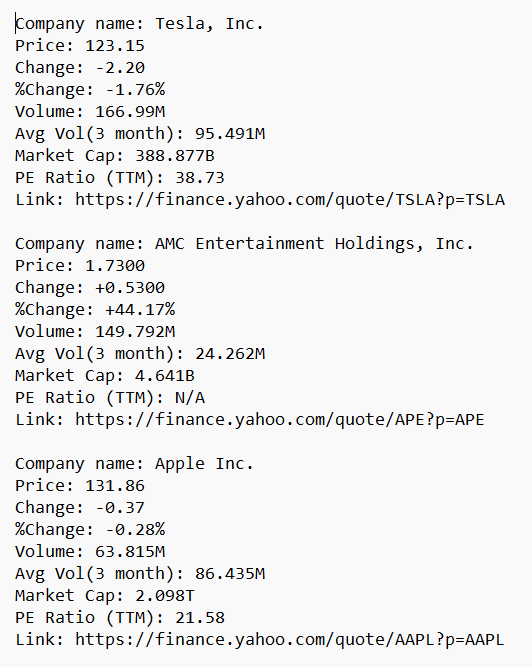 Company name: Tesla, Inc.
Price: 123.15
Change: -2.20
%Change: -1.76%
Volume: 166.99M
Avg Vol(3 month): 95.491M
Market Cap: 388.877B
PE Ratio (TTM): 38.73
Link: https://finance.yahoo.com/quote/TSLA?p=TSLA

Company name: AMC Entertainment Holdings, Inc.
Price: 1.7300
Change: +0.5300
%Change: +44.17%
Volume: 149.792M
Avg Vol(3 month): 24.262M
Market Cap: 4.641B
PE Ratio (TTM): N/A
Link: https://finance.yahoo.com/quote/APE?p=APE

Company name: Apple Inc.
Price: 131.86
Change: -0.37
%Change: -0.28%
Volume: 63.815M
Avg Vol(3 month): 86.435M
Market Cap: 2.098T
PE Ratio (TTM): 21.58
Link: https://finance.yahoo.com/quote/AAPL?p=AAPL